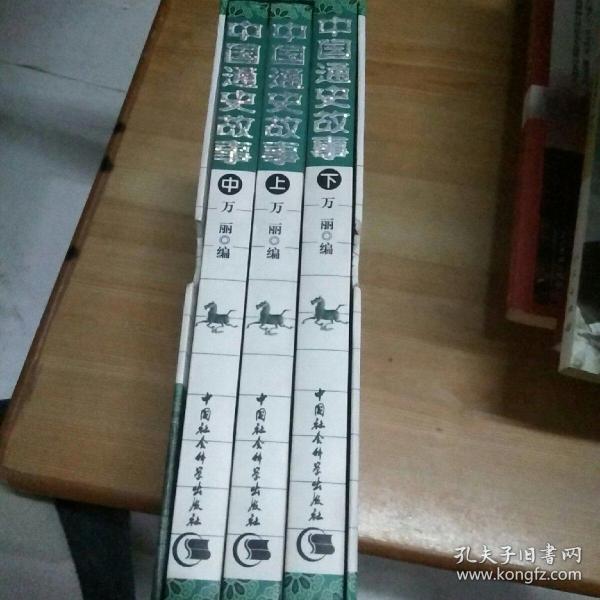 中国通史故事
中
万丽◎编
中国社会科学出版社
中国通史故事
上
万丽◎编
中国社会科学出版社
中国通史故事
下
万丽◎编
中国社会科学出版社
孔夫子旧书网
www.kongfz.com